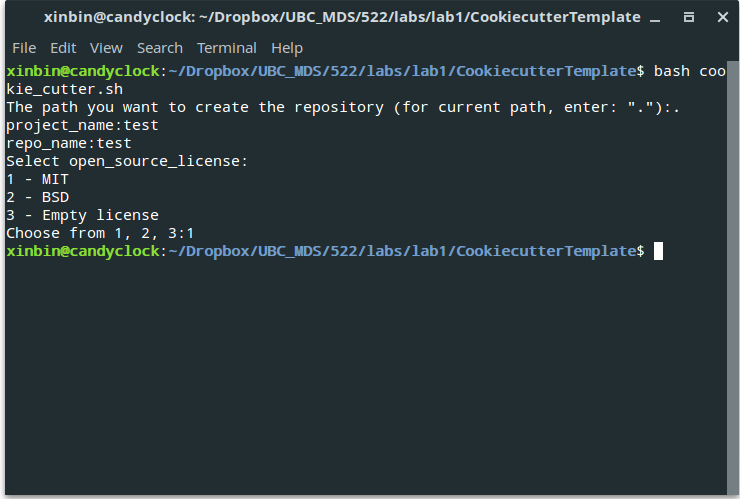 xinbin@candyclock: ~/Dropbox/UBC_MDS/522/labs/lab1/CookiecutterTemplate
File Edit View Search Terminal Help
xinbin@candyclock:~/Dropbox/UBC_MDS/522/labs/lab1/CookiecutterTemplate$ bash coo
kie_cutter.sh
The path you want to create the repository (for current path, enter: "."):.
project_name:test
repo_name:test
Select open_source_license:
1 - MIT
2 - BSD
3 - Empty license
Choose from 1, 2, 3:1
xinbin@candyclock:~/Dropbox/UBC_MDS/522/labs/lab1/CookiecutterTemplate$